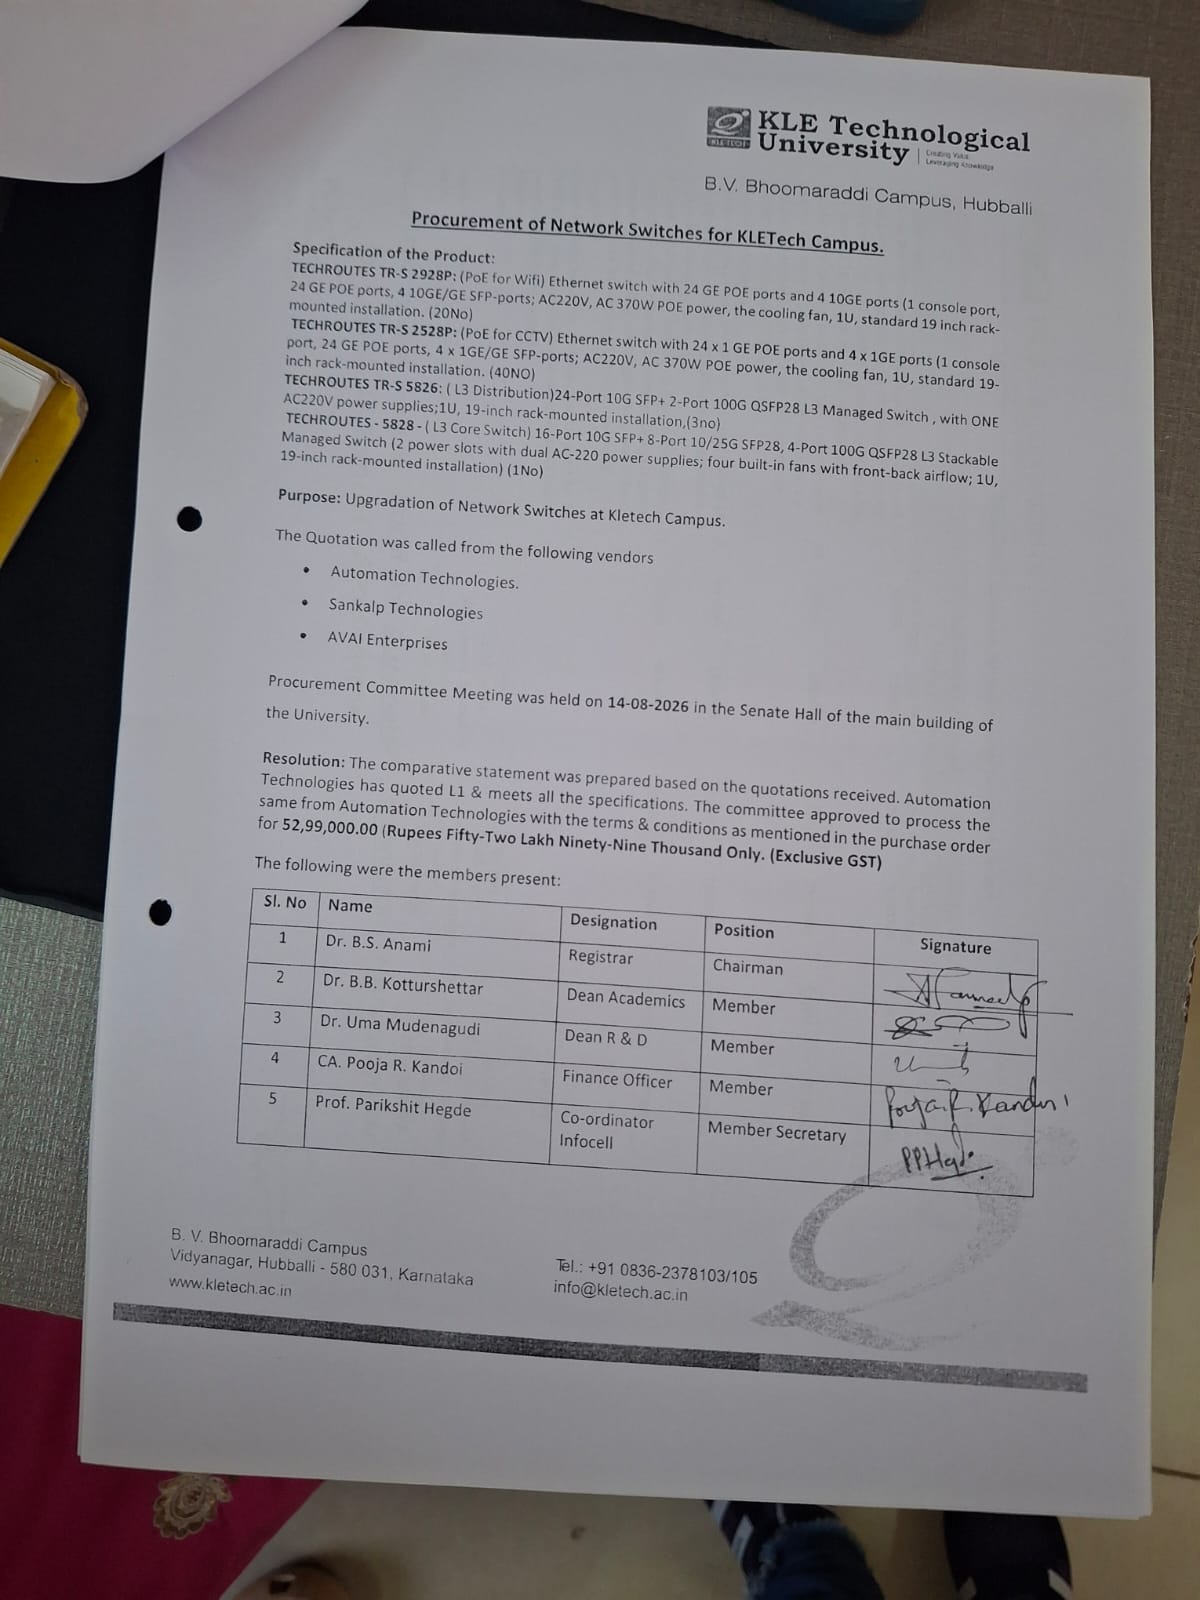 KLE TECH
KLE Technological
University
Creating Value
Leveraging Knowledge
B.V. Bhoomaraddi Campus, Hubballi
Procurement of Network Switches for KLETech Campus.
Specification of the Product:
TECHROUTES TR-S 2928P: (PoE for Wifi) Ethernet switch with 24 GE POE ports and 4 10GE ports (1 console port,
24 GE POE ports, 4 10GE/GE SFP-ports; AC220V, AC 370W POE power, the cooling fan, 1U, standard 19 inch rack-
mounted installation. (20No)
TECHROUTES TR-S 2528P: (PoE for CCTV) Ethernet switch with 24 x 1 GE POE ports and 4 x 1GE ports (1 console
port, 24 GE POE ports, 4 x 1GE/GE SFP-ports; AC220V, AC 370W POE power, the cooling fan, 1U, standard 19-
inch rack-mounted installation. (40NO)
TECHROUTES TR-S 5826: ( L3 Distribution)24-Port 10G SFP+ 2-Port 100G QSFP28 L3 Managed Switch , with ONE
AC220V power supplies;1U, 19-inch rack-mounted installation,(3no)
TECHROUTES - 5828 - ( L3 Core Switch) 16-Port 10G SFP+ 8-Port 10/25G SFP28, 4-Port 100G QSFP28 L3 Stackable
Managed Switch (2 power slots with dual AC-220 power supplies; four built-in fans with front-back airflow; 1U,
19-inch rack-mounted installation) (1No)
Purpose: Upgradation of Network Switches at Kletech Campus.
The Quotation was called from the following vendors
• Automation Technologies.
• Sankalp Technologies
• AVAI Enterprises
Procurement Committee Meeting was held on 14-08-2026 in the Senate Hall of the main building of
the University.
Resolution: The comparative statement was prepared based on the quotations received. Automation
Technologies has quoted L1 & meets all the specifications. The committee approved to process the
same from Automation Technologies with the terms & conditions as mentioned in the purchase order
for 52,99,000.00 (Rupees Fifty-Two Lakh Ninety-Nine Thousand Only. (Exclusive GST)
The following were the members present:
Sl. No Name Designation Position Signature
1 Dr. B.S. Anami Registrar Chairman
2 Dr. B.B. Kotturshettar Dean Academics Member
3 Dr. Uma Mudenagudi Dean R & D Member
4 CA. Pooja R. Kandoi Finance Officer Member Pooja R. Kandoi
5 Prof. Parikshit Hegde Co-ordinator Infocell Member Secretary PPHegde
B. V. Bhoomaraddi Campus
Vidyanagar, Hubballi - 580 031, Karnataka
www.kletech.ac.in
Tel.: +91 0836-2378103/105
info@kletech.ac.in